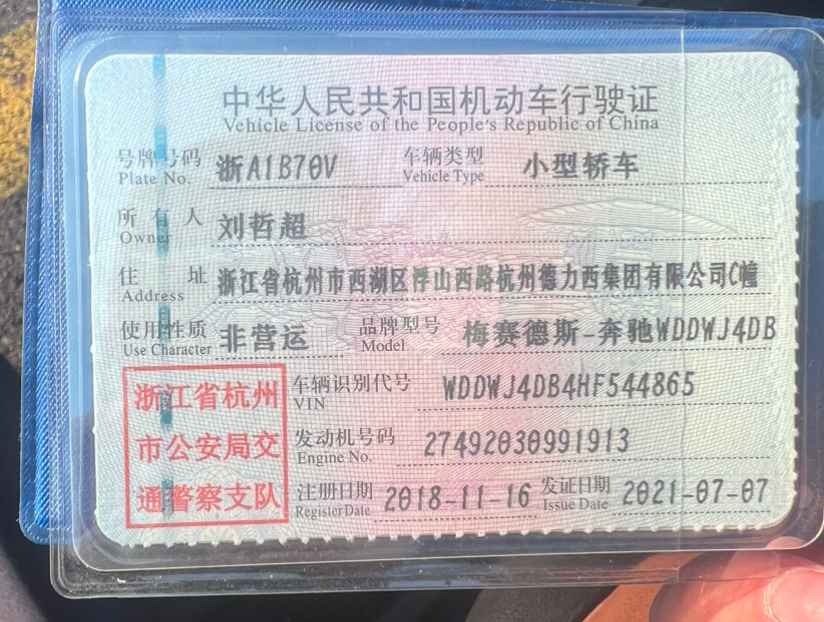 中华人民共和国机动车行驶证
Vehicle License of the People's Republic of China
号牌号码 浙A1B70V 车辆类型 小型轿车
Plate No. Vehicle Type
所有人 刘哲超
Owner
住址 浙江省杭州市西湖区浮山西路杭州德力西集团有限公司C幢
Address
使用性质 非营运 品牌型号 梅赛德斯-奔驰WDDWJ4DB
Use Character Model
浙江省杭州
市公安局交
通警察支队
车辆识别代号 WDDWJ4DB4HF544865
VIN
发动机号码 27492030991913
Engine No.
注册日期 2018-11-16 发证日期 2021-07-07
Register Date Issue Date